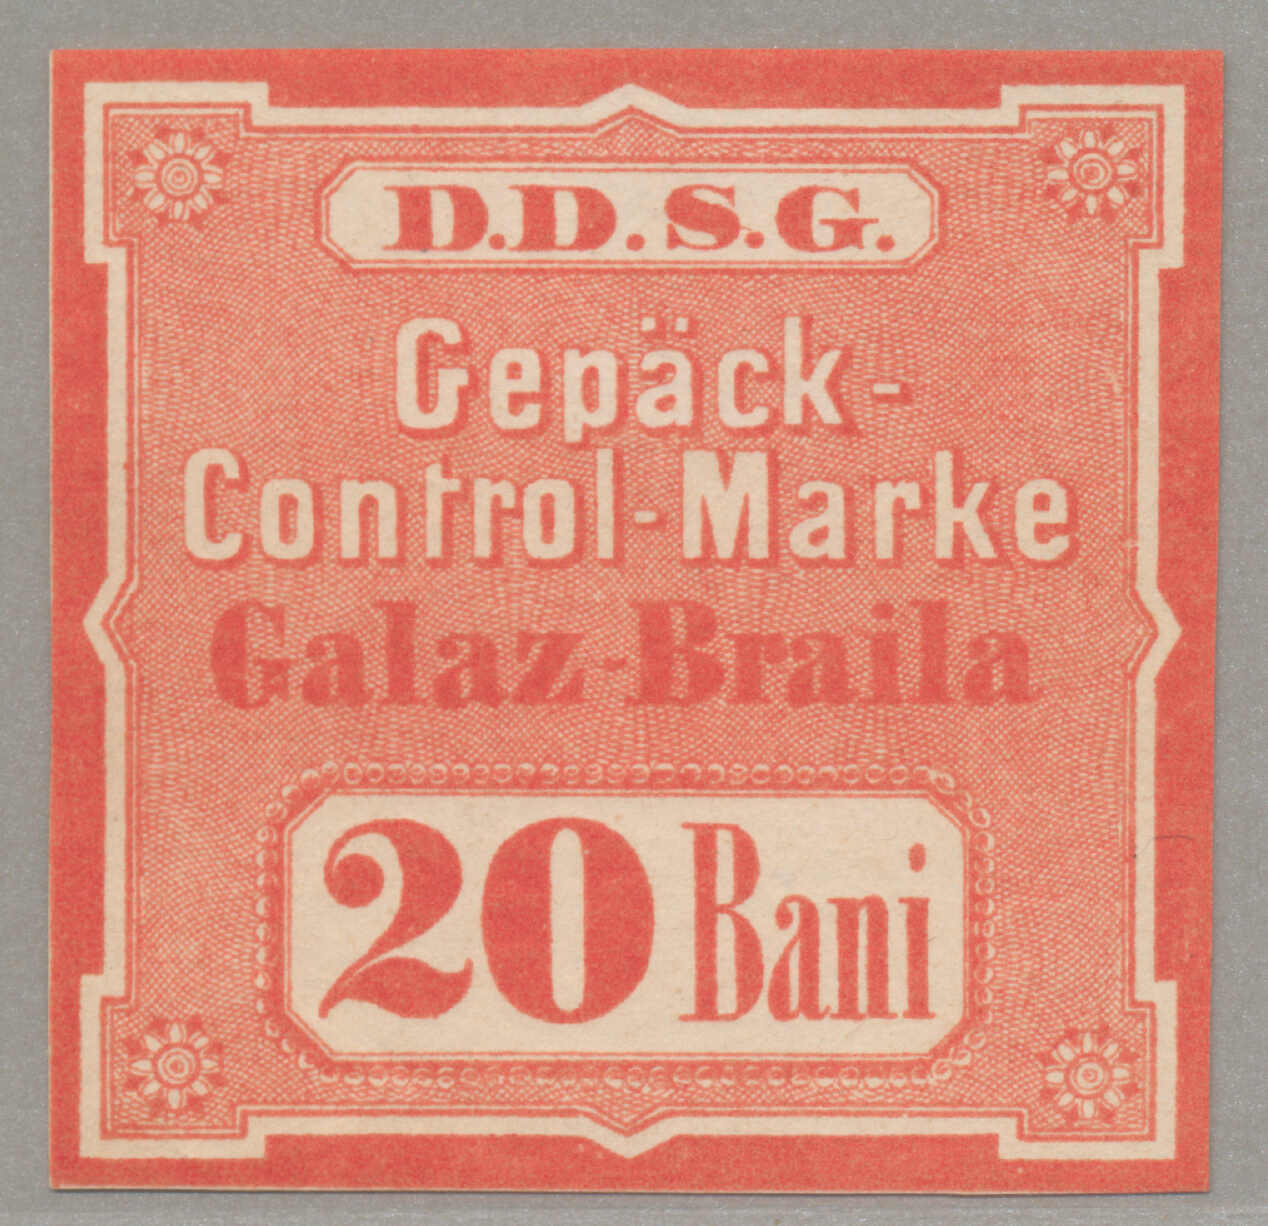 D.D.S.G.
Gepäck-
Control-Marke
Galaz-Braila
20 Bani